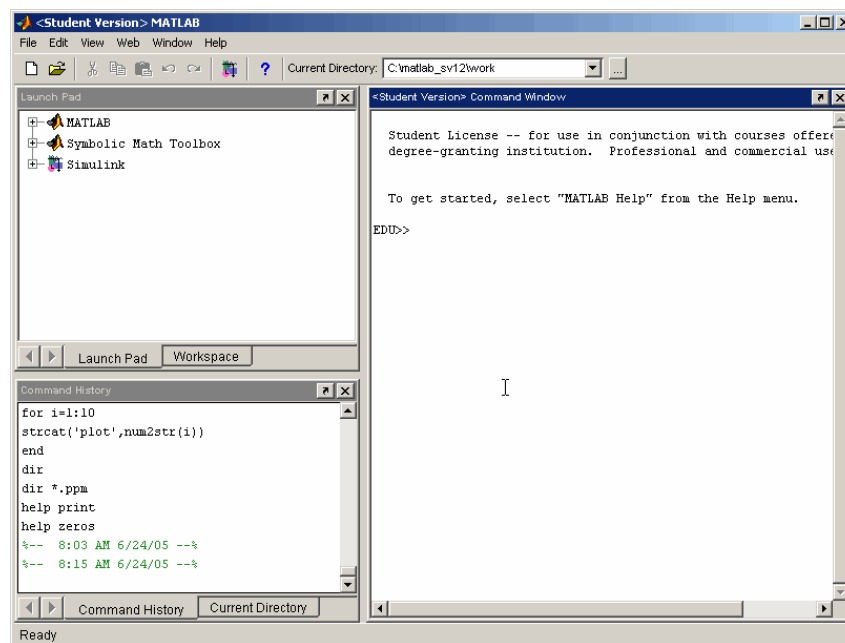 <Student Version> MATLAB
File Edit View Web Window Help
? Current Directory: C:\matlab_sv12\work ...
Launch Pad
MATLAB
Symbolic Math Toolbox
Simulink
Launch Pad Workspace
Command History
for i=1:10
strcat('plot',num2str(i))
end
dir
dir *.ppm
help print
help zeros
%-- 8:03 AM 6/24/05 --%
%-- 8:15 AM 6/24/05 --%
Command History Current Directory
<Student Version> Command Window
Student License -- for use in conjunction with courses offere
degree-granting institution. Professional and commercial use
To get started, select "MATLAB Help" from the Help menu.
EDU>>
Ready